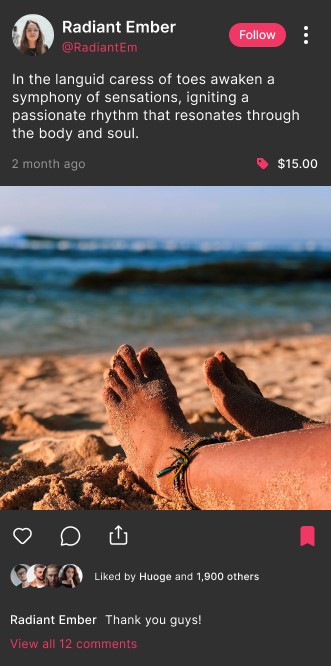 Radiant Ember
@RadiantEm
Follow
In the languid caress of toes awaken a
symphony of sensations, igniting a
passionate rhythm that resonates through
the body and soul.
2 month ago
$15.00
Liked by Huoge and 1,900 others
Radiant Ember Thank you guys!
View all 12 comments